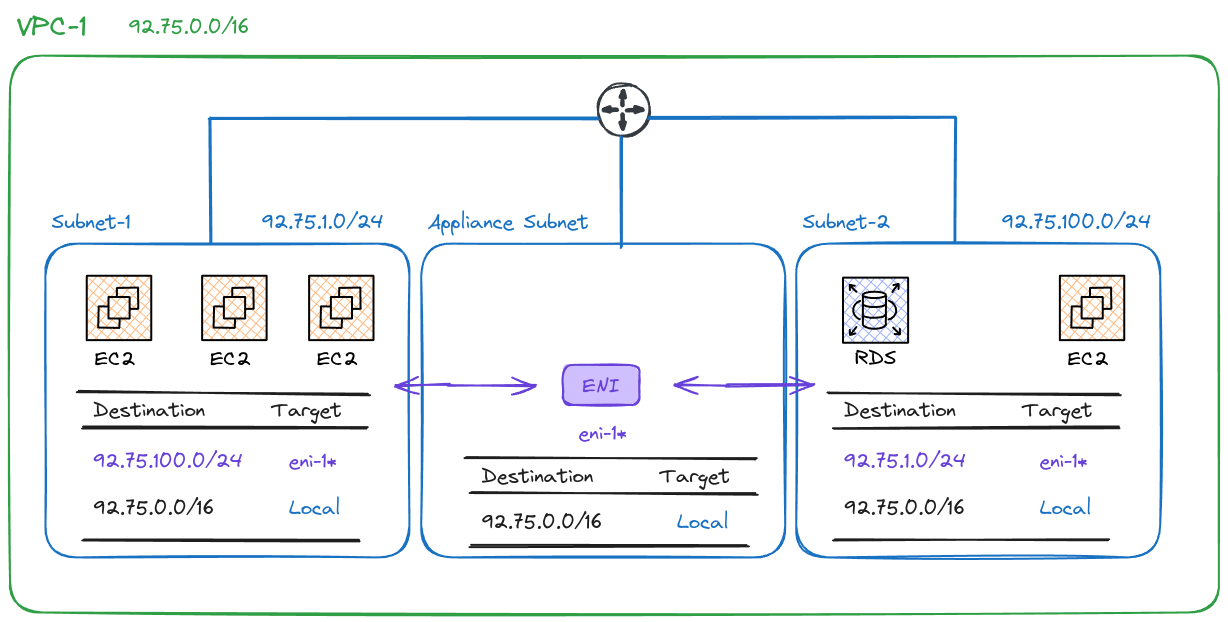 VPC-1 92.75.0.0/16
Subnet-1 92.75.1.0/24
EC2 EC2 EC2
Destination Target
92.75.100.0/24 eni-1*
92.75.0.0/16 Local
Appliance Subnet
ENI
eni-1*
Destination Target
92.75.0.0/16 Local
Subnet-2 92.75.100.0/24
RDS EC2
Destination Target
92.75.1.0/24 eni-1*
92.75.0.0/16 Local